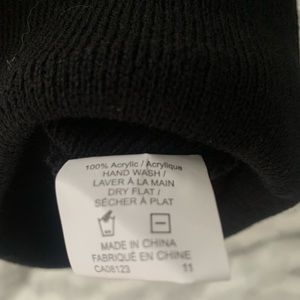 100% Acrylic / Acrylique
HAND WASH /
LAVER À LA MAIN
DRY FLAT /
SÉCHER À PLAT
MADE IN CHINA
FABRIQUÉ EN CHINE
CA08123 11